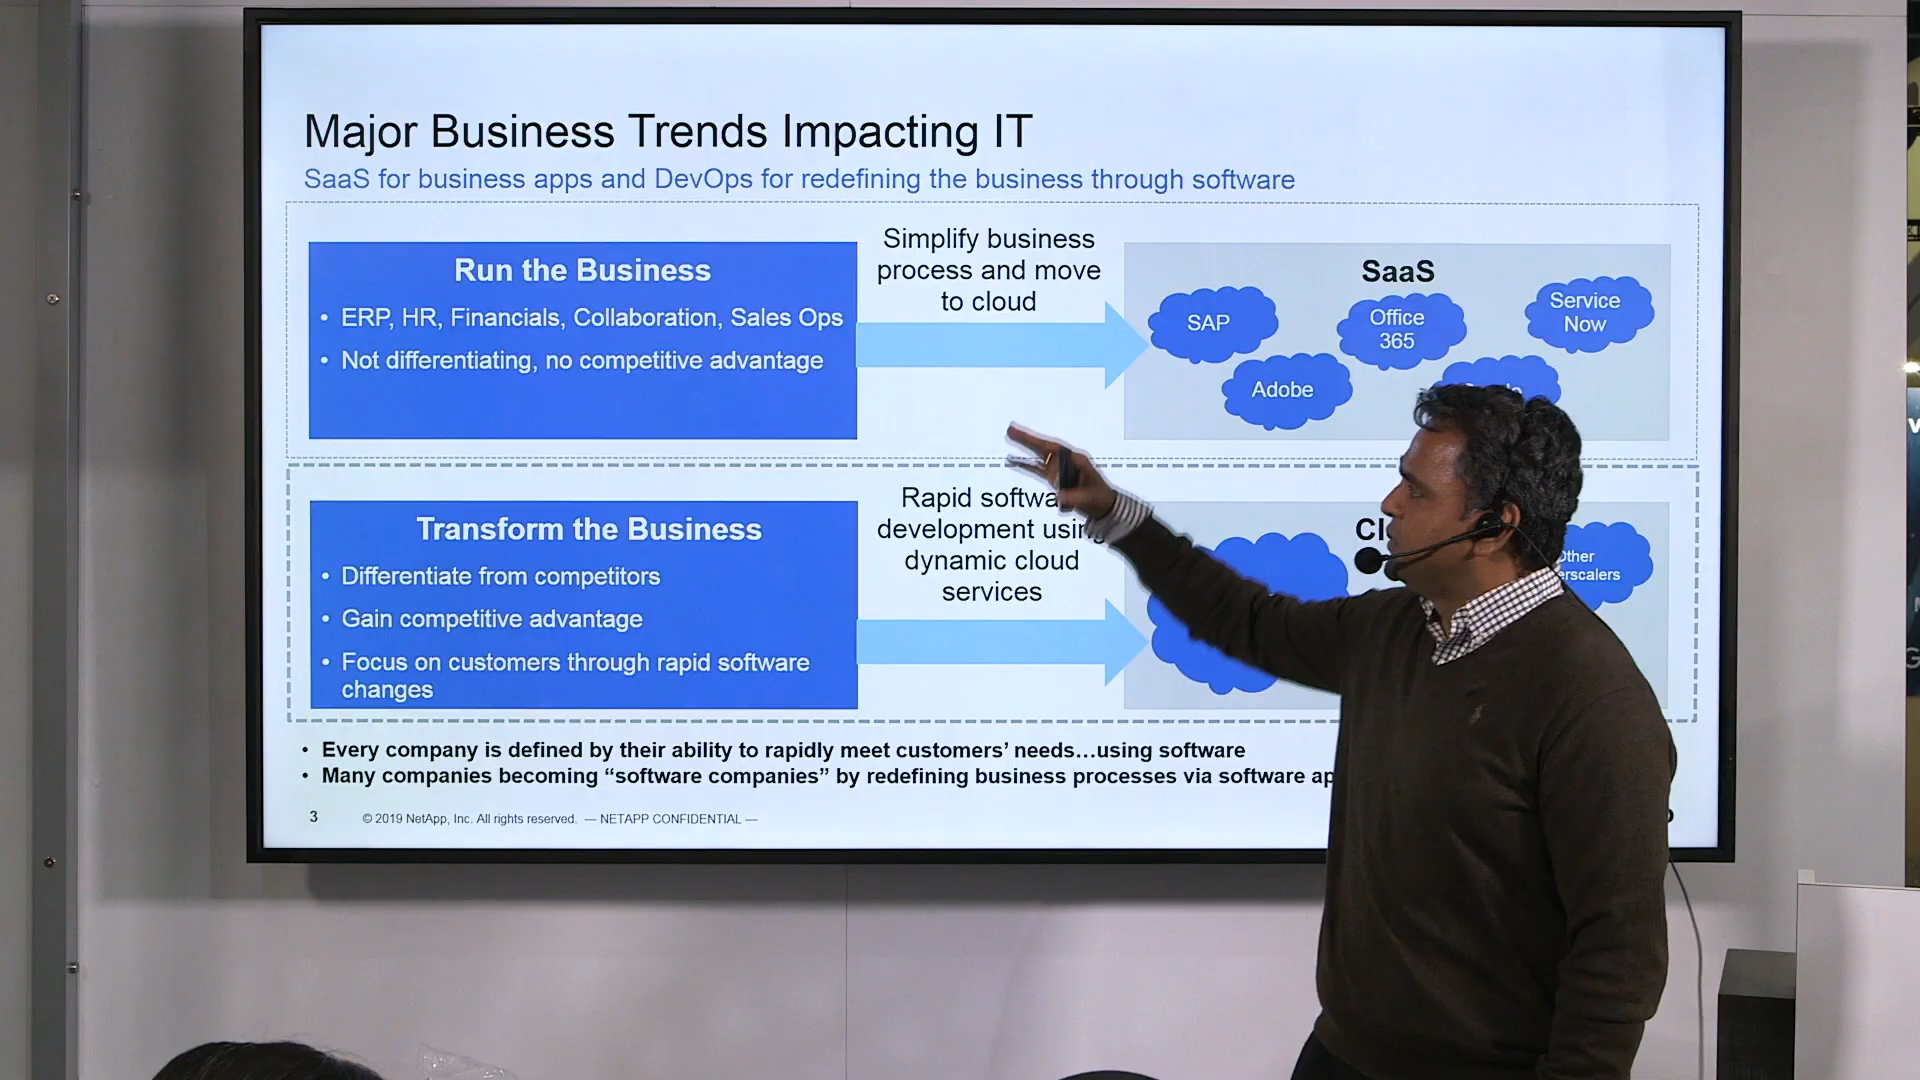 Major Business Trends Impacting IT
SaaS for business apps and DevOps for redefining the business through software
Run the Business
• ERP, HR, Financials, Collaboration, Sales Ops
• Not differentiating, no competitive advantage
Simplify business
process and move
to cloud
SaaS
SAP
Office
365
Service
Now
Adobe
Transform the Business
• Differentiate from competitors
• Gain competitive advantage
• Focus on customers through rapid software
changes
Rapid
development using
dynamic cloud
services
Other
• Every company is defined by their ability to rapidly meet customers’ needs…using software
• Many companies becoming “software companies” by redefining business processes via software
3
© 2019 NetApp, Inc. All rights reserved. — NETAPP CONFIDENTIAL —